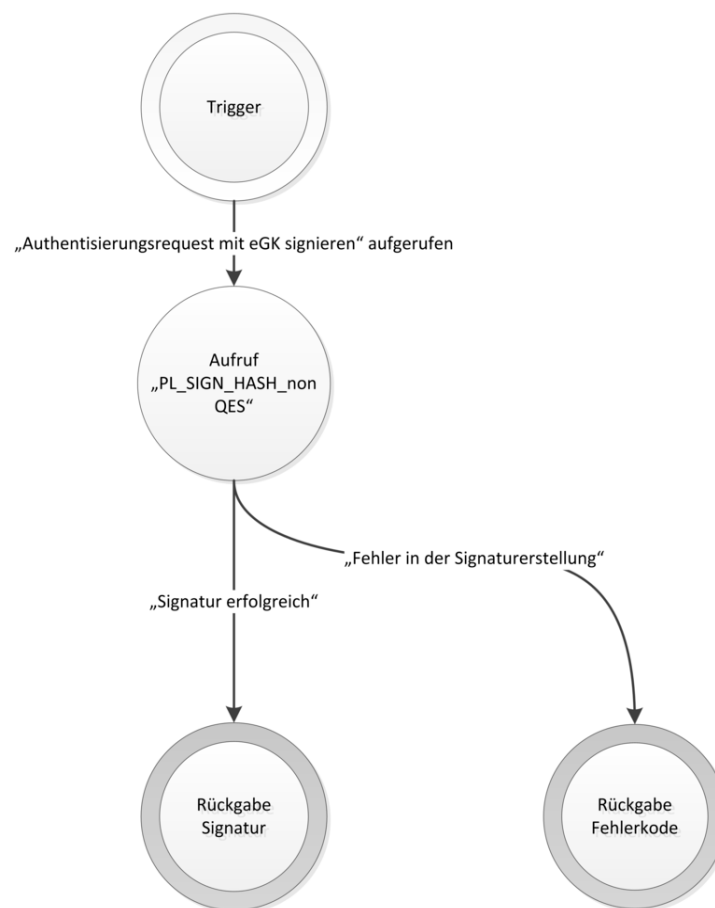 Trigger
„Authentisierungsrequest mit eGK signieren“ aufgerufen
Aufruf
„PL_SIGN_HASH_non
QES“
„Fehler in der Signaturerstellung“
„Signatur erfolgreich“
Rückgabe
Signatur
Rückgabe
Fehlerkode